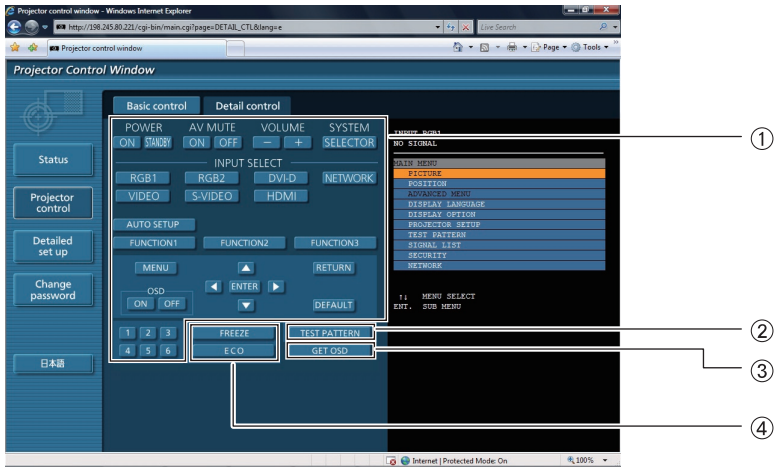 Projector control window - Windows Internet Explorer
http://198.245.80.221/cgi-bin/main.cgi?page=DETAIL_CTL&lang=e
Live Search
Projector control window
Page
Tools
Projector Control Window
Basic control
Detail control
POWER
AV MUTE
VOLUME
SYSTEM
ON STANDBY
ON OFF
- +
SELECTOR
INPUT SELECT
RGB1
RGB2
DVI-D
NETWORK
VIDEO
S-VIDEO
HDMI
AUTO SETUP
FUNCTION1
FUNCTION2
FUNCTION3
MENU
RETURN
ENTER
OSD
ON OFF
DEFAULT
1 2 3
4 5 6
FREEZE
ECO
TEST PATTERN
GET OSD
Status
Projector
control
Detailed
set up
Change
password
日本語
INPUT RGB1
NO SIGNAL
MAIN MENU
PICTURE
POSITION
ADVANCED MENU
DISPLAY LANGUAGE
DISPLAY OPTION
PROJECTOR SETUP
TEST PATTERN
SIGNAL LIST
SECURITY
NETWORK
↑↓ MENU SELECT
ENT. SUB MENU
①
②
③
④
Internet | Protected Mode: On
100%